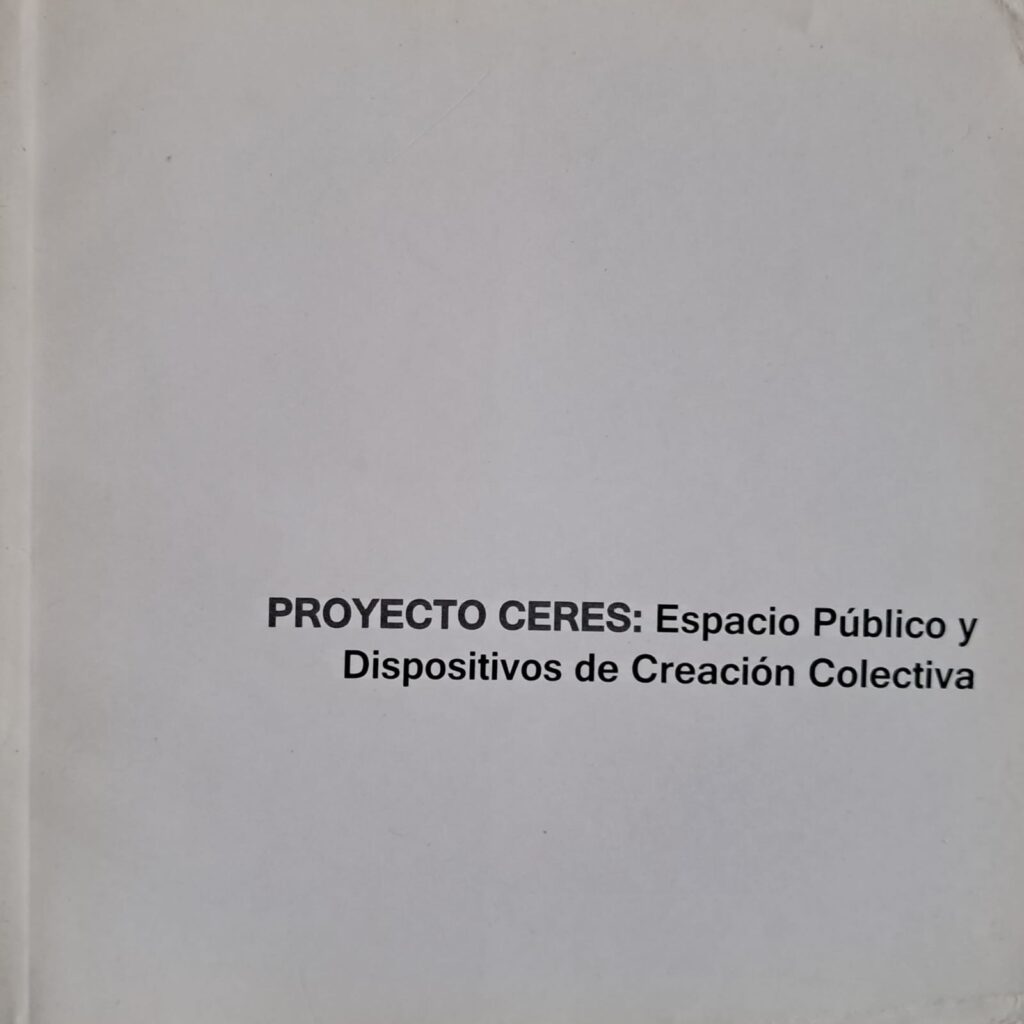 PROYECTO CERES: Espacio Público y
Dispositivos de Creación Colectiva